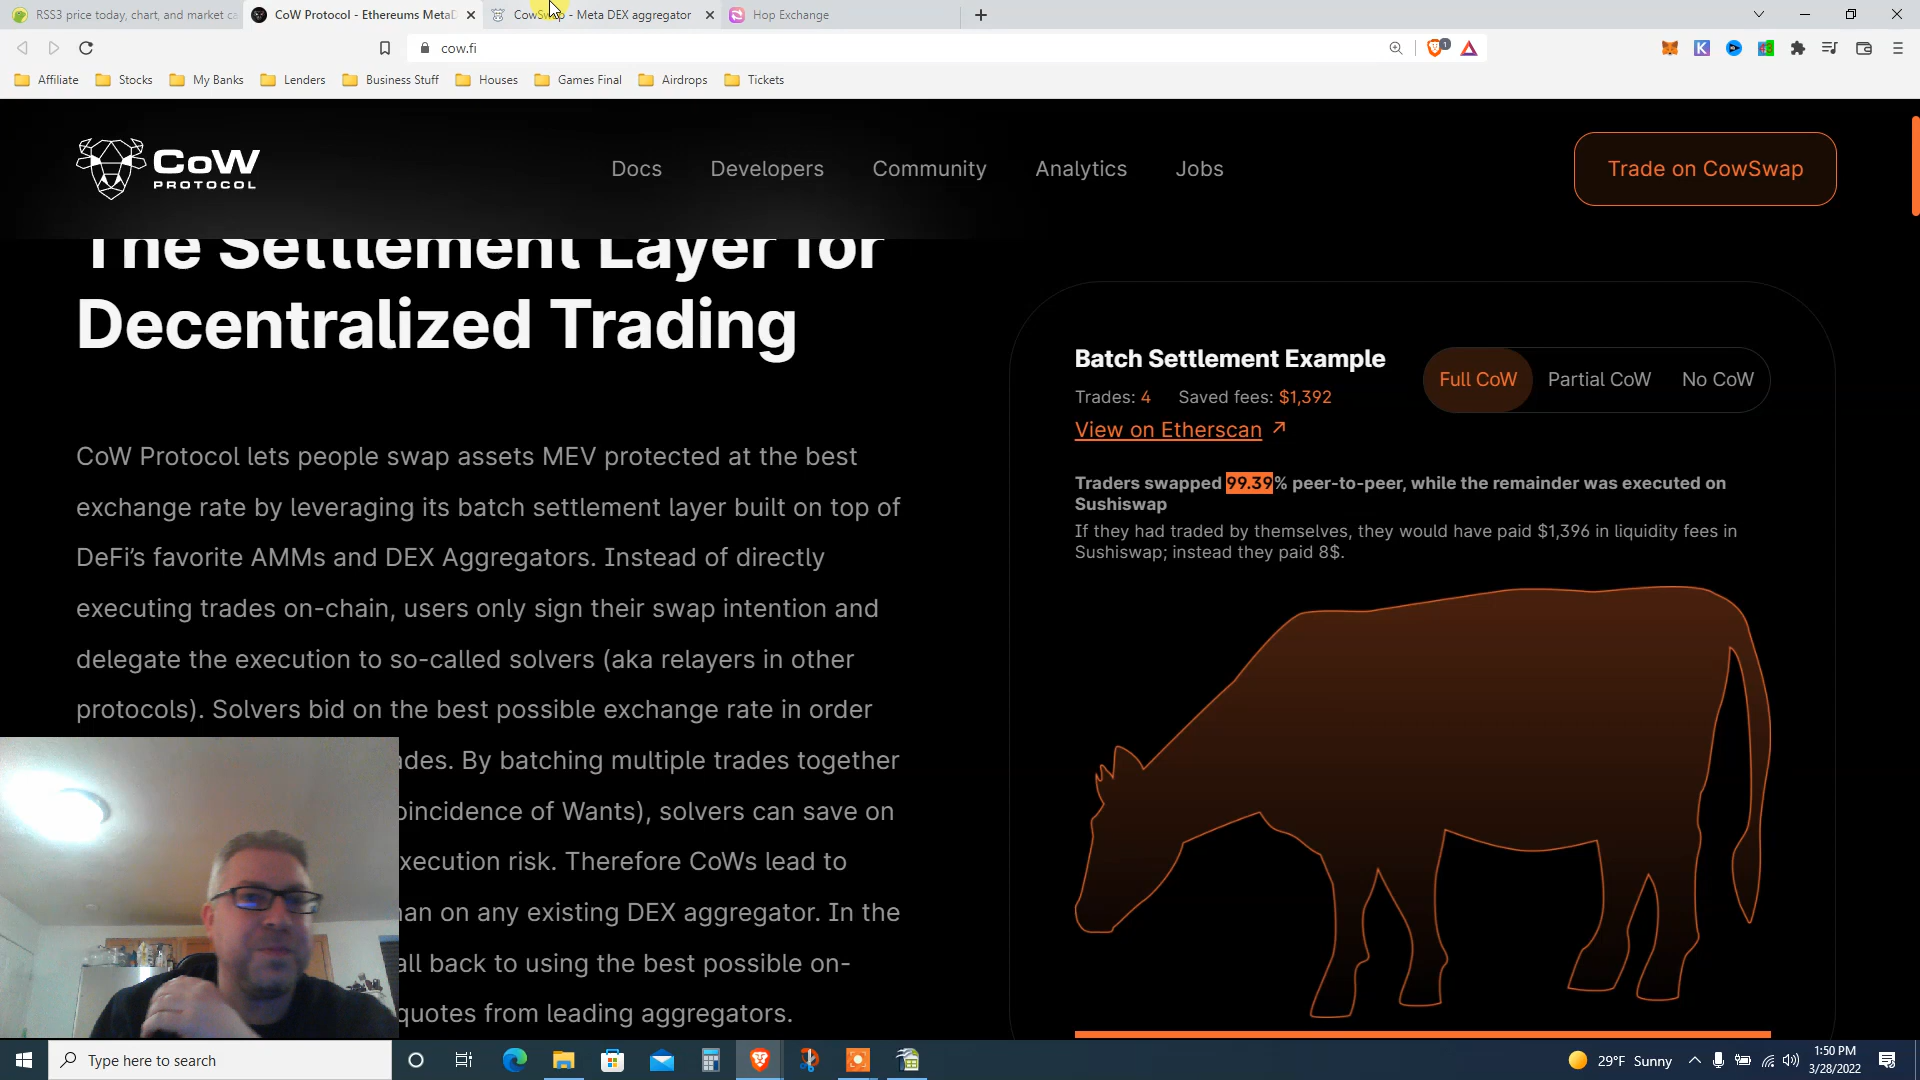 RSS3 price today, chart, and market ca
CoW Protocol - Ethereums MetaD
CowSwap - Meta DEX aggregator
Hop Exchange
cow.fi
1
Affiliate
Stocks
My Banks
Lenders
Business Stuff
Houses
Games Final
Airdrops
Tickets
CoW
PROTOCOL
Docs
Developers
Community
Analytics
Jobs
Trade on CowSwap
The Settlement Layer for
Decentralized Trading
CoW Protocol lets people swap assets MEV protected at the best
exchange rate by leveraging its batch settlement layer built on top of
DeFi’s favorite AMMs and DEX Aggregators. Instead of directly
executing trades on-chain, users only sign their swap intention and
delegate the execution to so-called solvers (aka relayers in other
protocols). Solvers bid on the best possible exchange rate in order
ades. By batching multiple trades together
oincidence of Wants), solvers can save on
xecution risk. Therefore CoWs lead to
han on any existing DEX aggregator. In the
all back to using the best possible on-
quotes from leading aggregators.
Batch Settlement Example
Trades: 4 Saved fees: $1,392
View on Etherscan
Full CoW
Partial CoW
No CoW
Traders swapped 99.39% peer-to-peer, while the remainder was executed on
Sushiswap
If they had traded by themselves, they would have paid $1,396 in liquidity fees in
Sushiswap; instead they paid 8$.
Type here to search
29°F Sunny
1:50 PM
3/28/2022